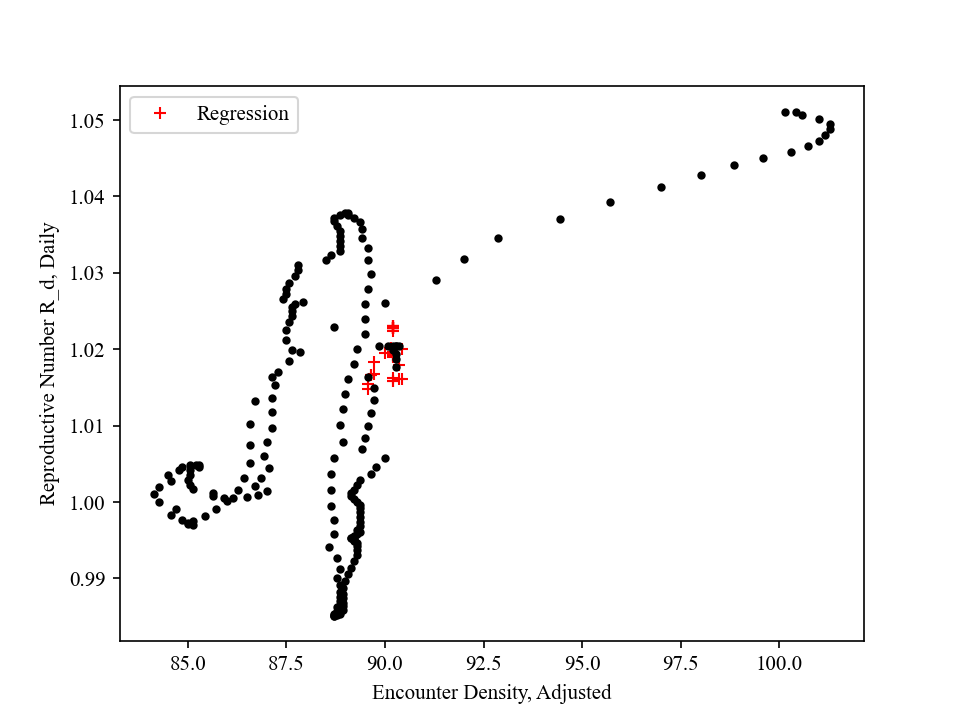 Regression
1.05
1.04
1.03
1.02
1.01
1.00
0.99
Reproductive Number R_d, Daily
85.0 87.5 90.0 92.5 95.0 97.5 100.0
Encounter Density, Adjusted